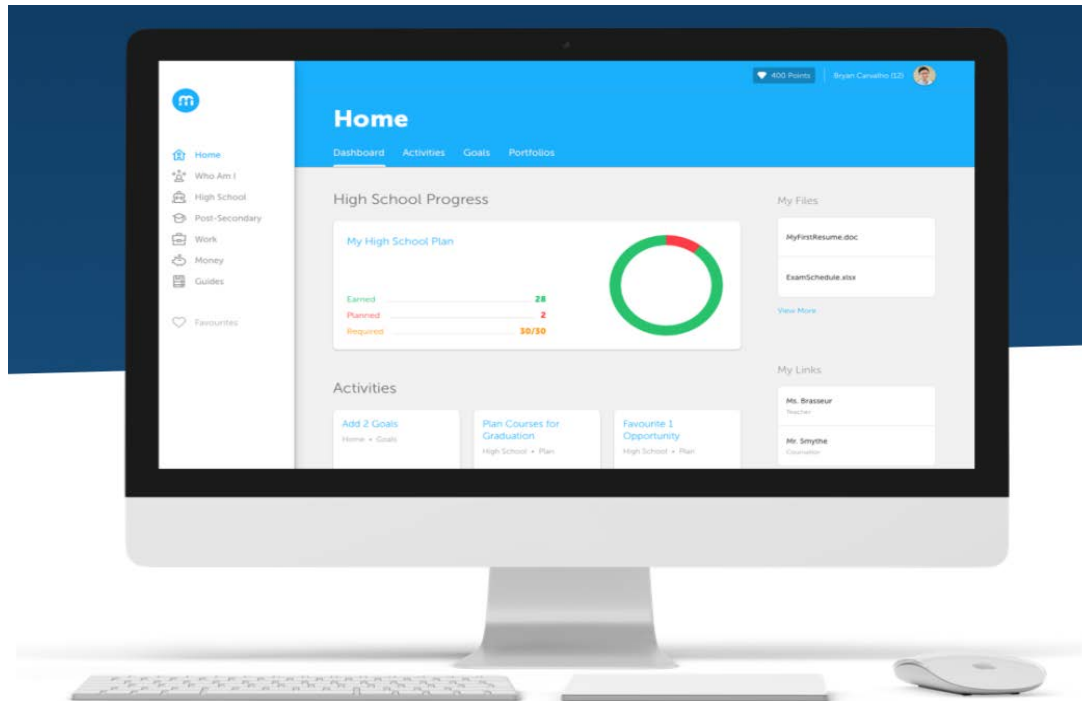 m
400 Points
Bryan Carvalho (12)
Home
Dashboard Activities Goals Portfolios
Home
Who Am I
High School
Post-Secondary
Work
Money
Guides
Favourites
High School Progress
My High School Plan
Earned 28
Planned 2
Required 30/30
Activities
Add 2 Goals
Home • Goals
Plan Courses for
Graduation
High School • Plan
Favourite 1
Opportunity
High School • Plan
My Files
MyFirstResume.doc
ExamSchedule.xlsx
View More
My Links
Ms. Brasseur
Teacher
Mr. Smythe
Counselor